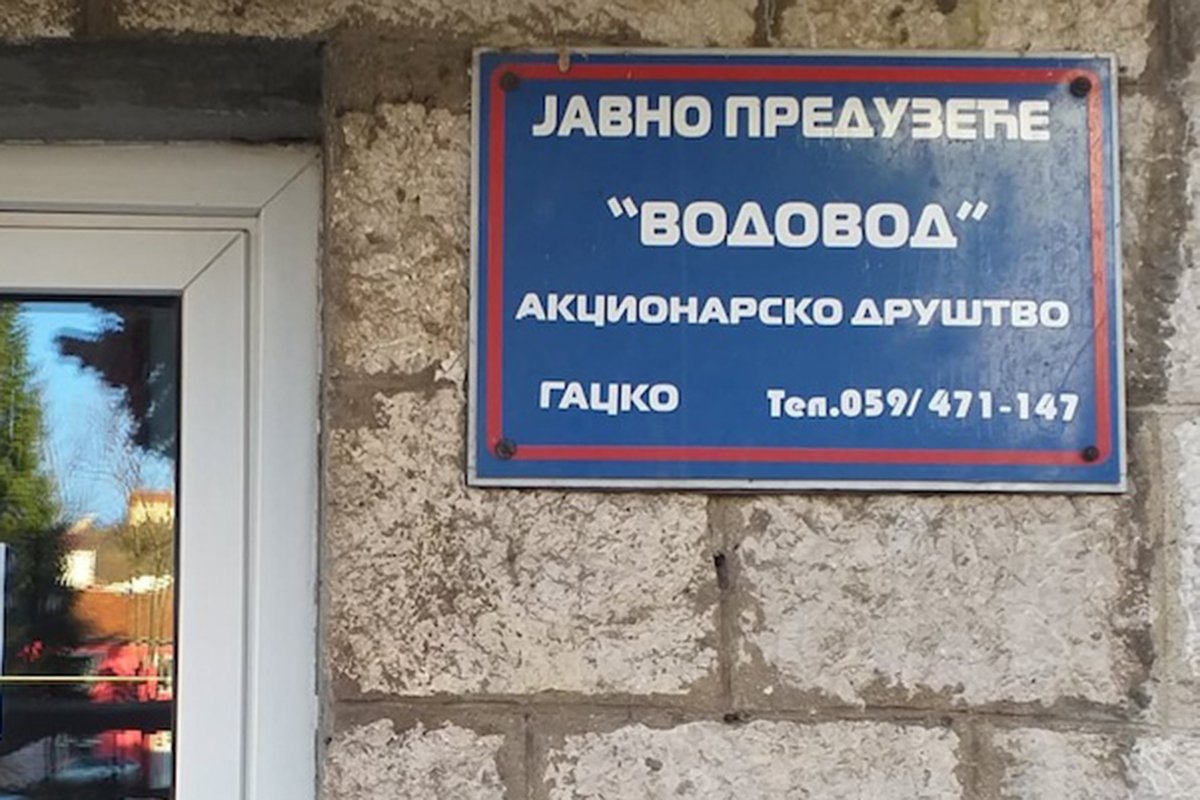 ЈАВНО ПРЕДУЗЕЋЕ
"ВОДОВОД"
АКЦИОНАРСКО ДРУШТВО
ГАЦКО Тел.059/471-147